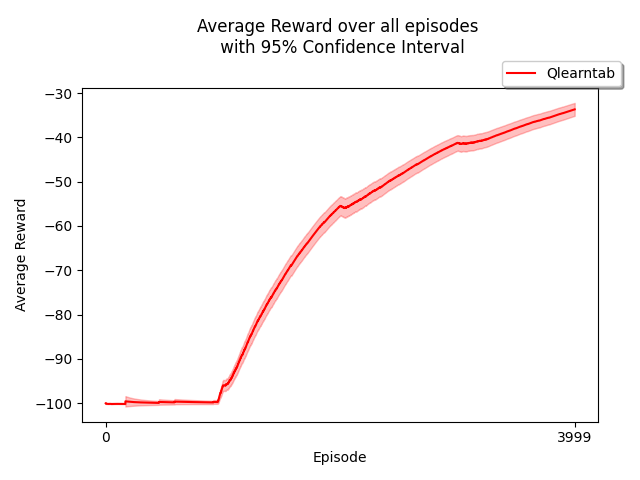 Average Reward over all episodes
with 95% Confidence Interval
Qlearntab
−30
−40
−50
−60
−70
−80
−90
−100
Average Reward
0
3999
Episode